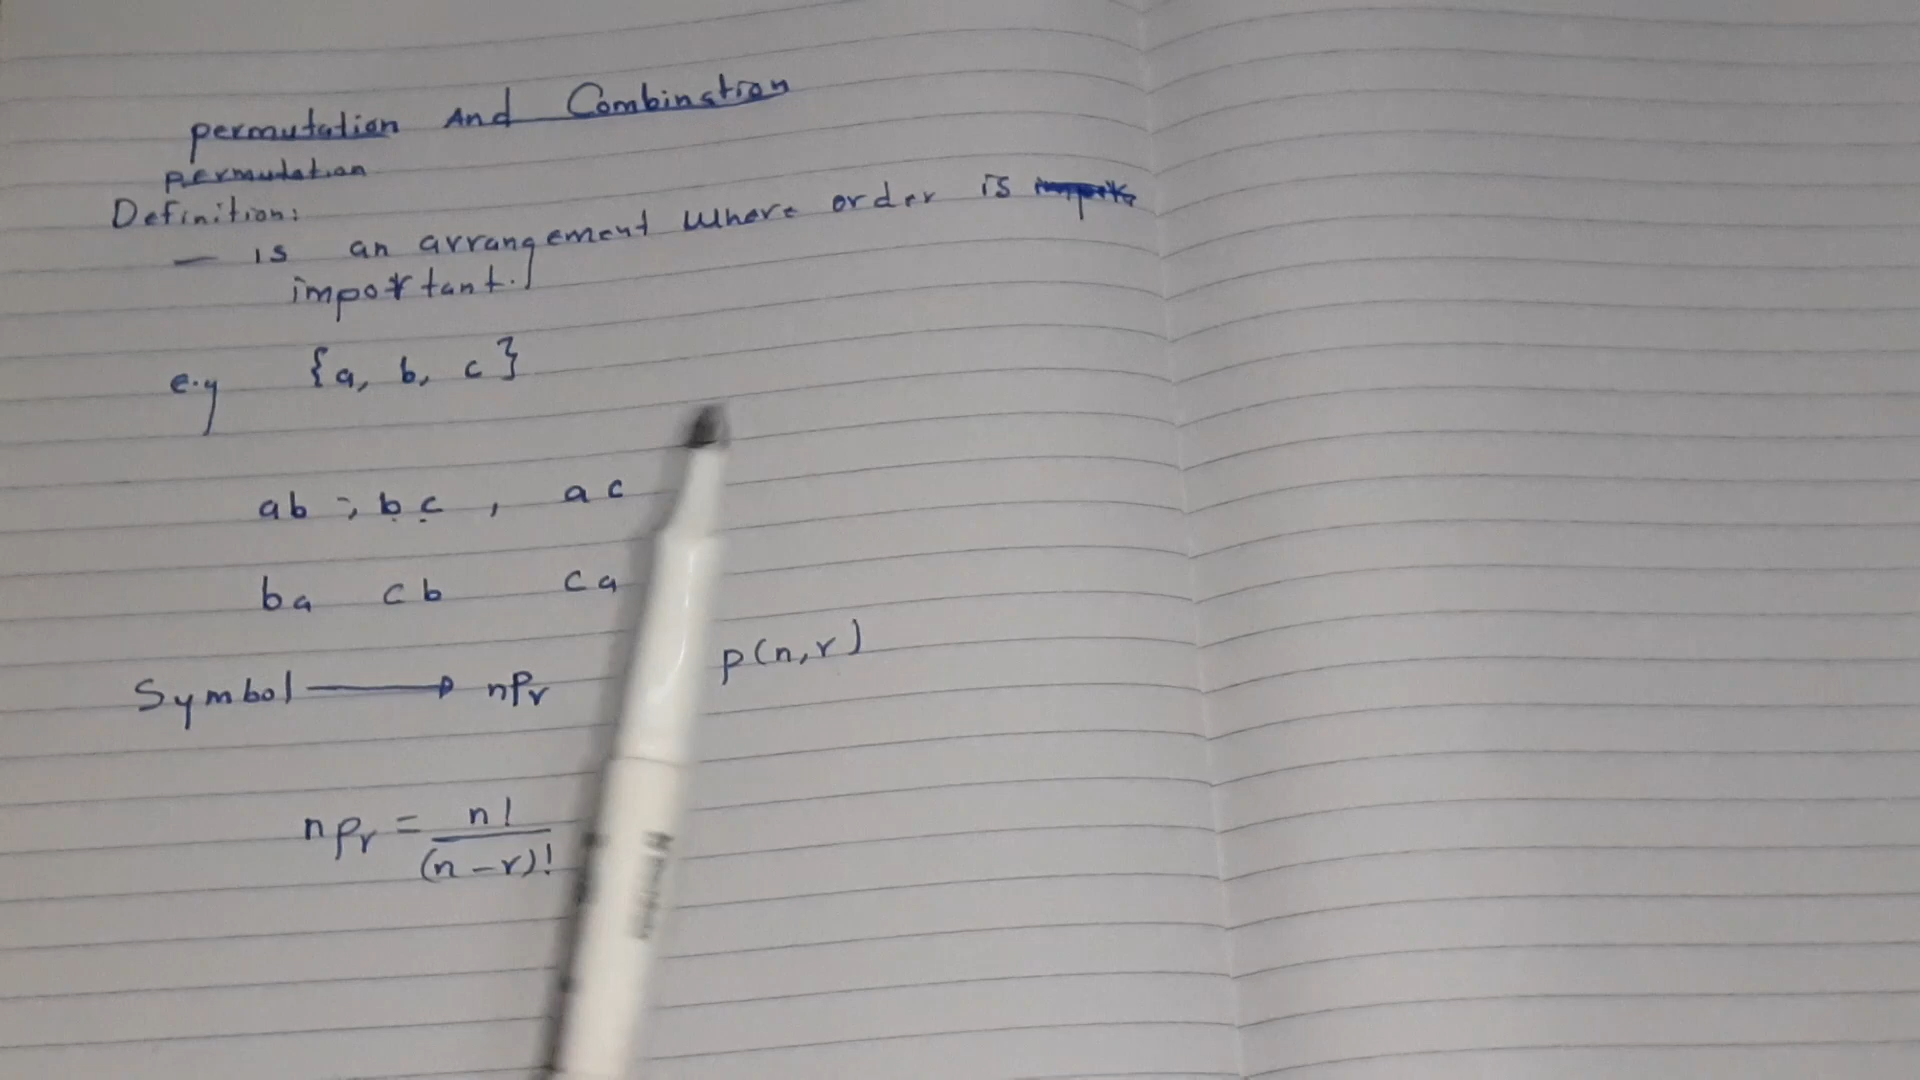 permutation And Combination
permutation
Definition:
— is an arrangement where order is
important.
e.g {a, b, c}
ab, bc, ac
ba cb ca
Symbol → nPr p(n,r)
nPr = n!/(n-r)!